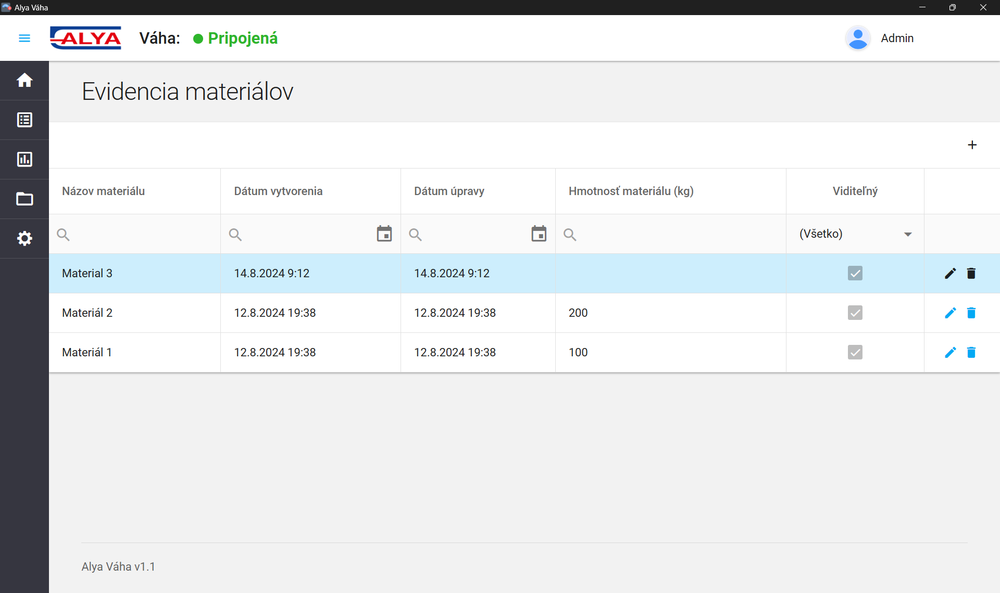 Alya Váha
ALYA Váha: Pripojená Admin
Evidencia materiálov
Názov materiálu Dátum vytvorenia Dátum úpravy Hmotnosť materiálu (kg) Viditeľný
(Všetko)
Material 3 14.8.2024 9:12 14.8.2024 9:12
Materiál 2 12.8.2024 19:38 12.8.2024 19:38 200
Materiál 1 12.8.2024 19:38 12.8.2024 19:38 100
Alya Váha v1.1